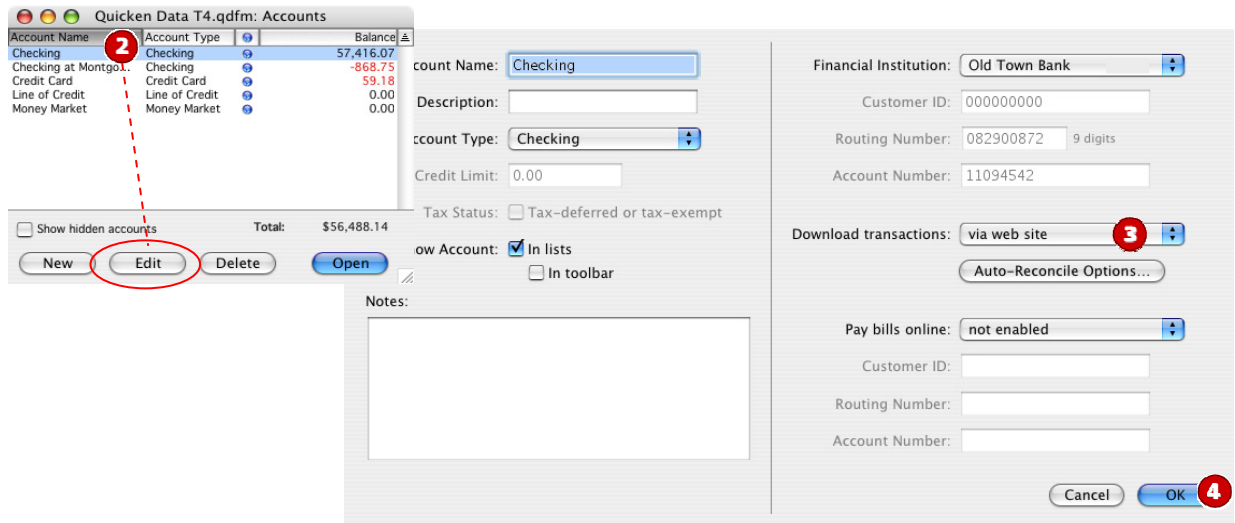 Quicken Data T4.qdfm: Accounts
Account Name Account Type Balance
2
Checking Checking 57,416.07
Checking at Montgo... Checking -868.75
Credit Card Credit Card 59.18
Line of Credit Line of Credit 0.00
Money Market Money Market 0.00
Show hidden accounts Total: $56,488.14
New Edit Delete Open
count Name: Checking
Description:
ccount Type: Checking
Credit Limit: 0.00
Tax Status: Tax-deferred or tax-exempt
ow Account: In lists
In toolbar
Notes:
Financial Institution: Old Town Bank
Customer ID: 000000000
Routing Number: 082900872 9 digits
Account Number: 11094542
Download transactions: via web site 3
Auto-Reconcile Options...
Pay bills online: not enabled
Customer ID:
Routing Number:
Account Number:
Cancel OK 4